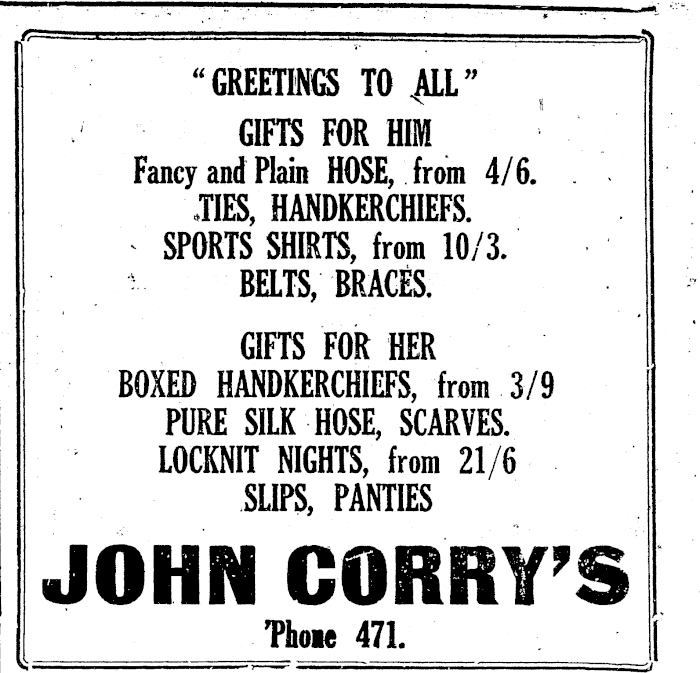 "GREETINGS TO ALL"
GIFTS FOR HIM
Fancy and Plain HOSE, from 4/6.
TIES, HANDKERCHIEFS.
SPORTS SHIRTS, from 10/3.
BELTS, BRACES.
GIFTS FOR HER
BOXED HANDKERCHIEFS, from 3/9
PURE SILK HOSE, SCARVES.
LOCKNIT NIGHTS, from 21/6
SLIPS, PANTIES
JOHN CORRY'S
'Phone 471.